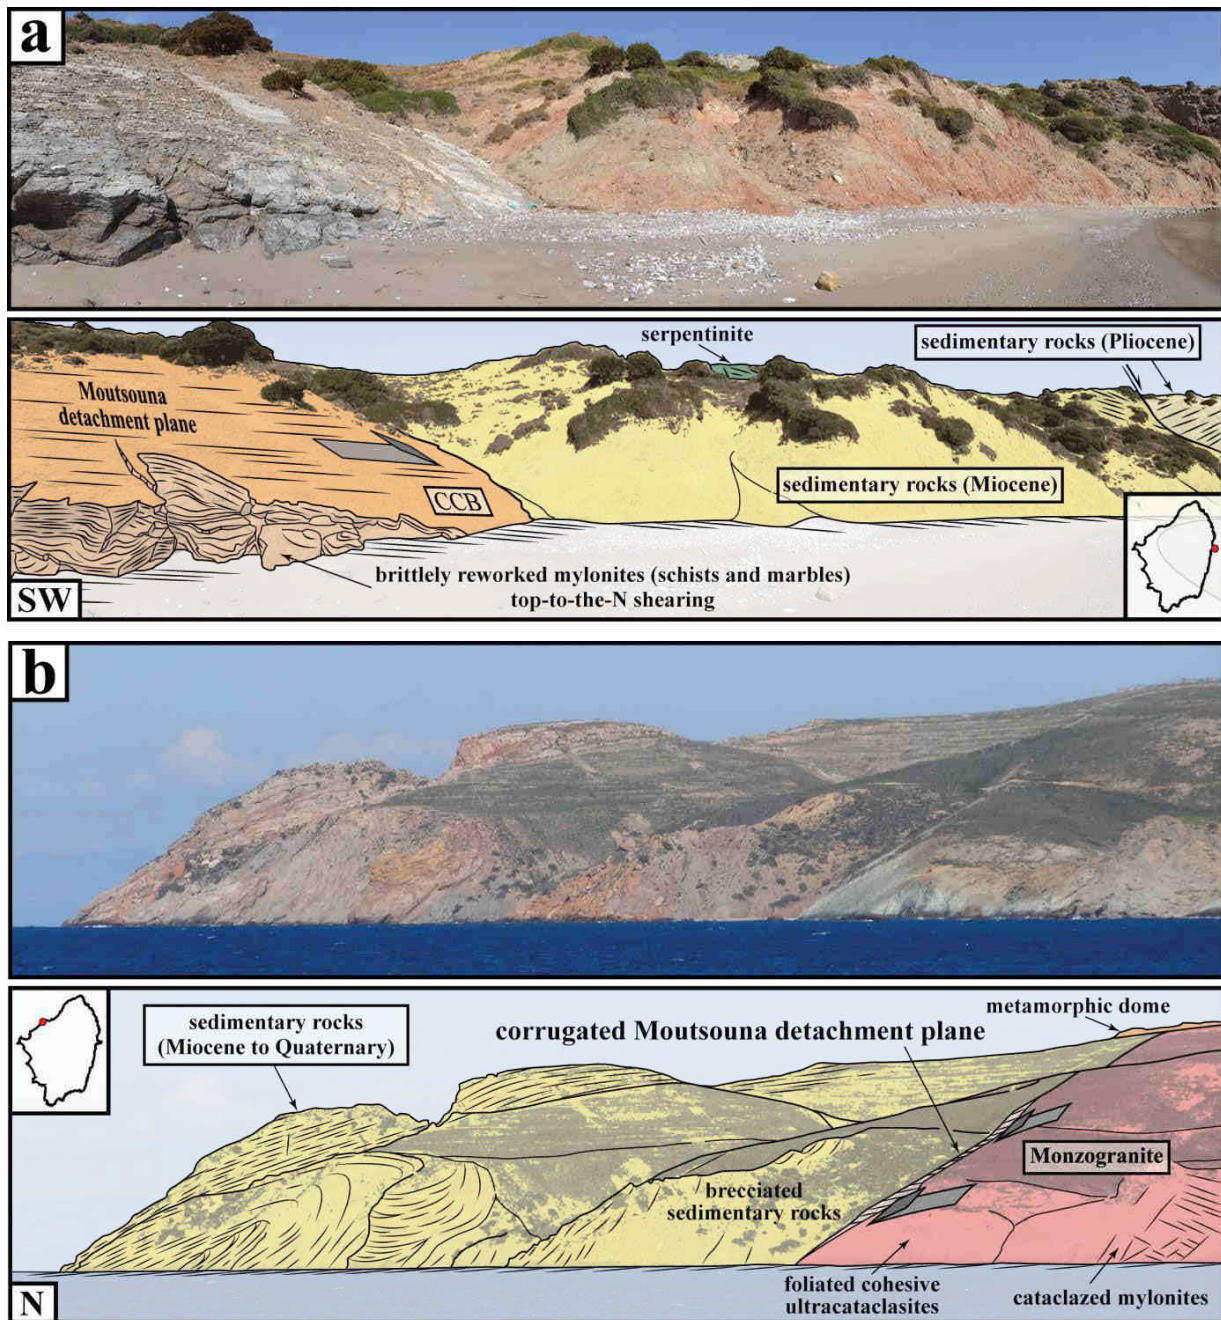 a
serpentinite
sedimentary rocks (Pliocene)
Moutsouna
detachment plane
sedimentary rocks (Miocene)
CCB
brittlely reworked mylonites (schists and marbles)
top-to-the-N shearing
SW
b
sedimentary rocks
(Miocene to Quaternary)
corrugated Moutsouna detachment plane
metamorphic dome
Monzogranite
brecciated
sedimentary rocks
foliated cohesive
ultracataclasites
cataclazed mylonites
N